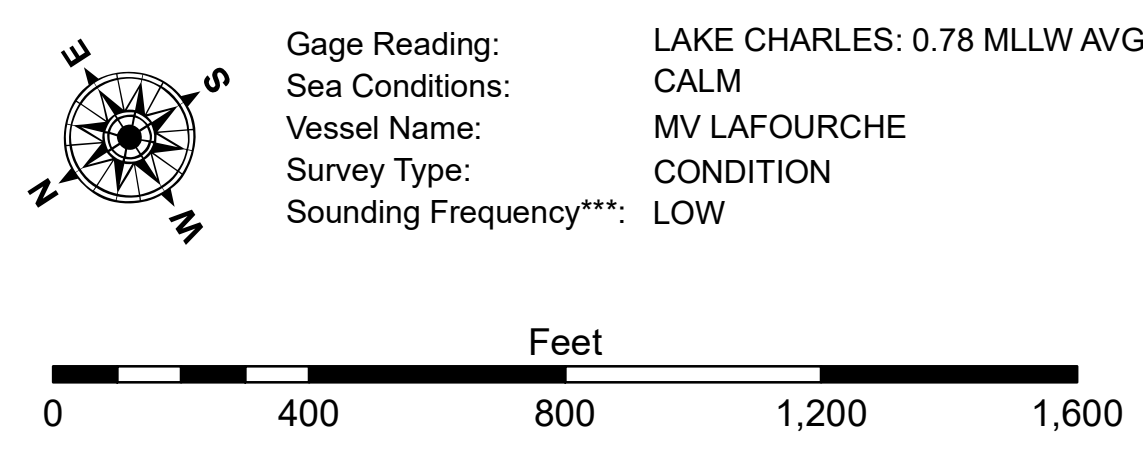 E
S
N
W
Gage Reading: LAKE CHARLES: 0.78 MLLW AVG
Sea Conditions: CALM
Vessel Name: MV LAFOURCHE
Survey Type: CONDITION
Sounding Frequency***: LOW
Feet
0 400 800 1,200 1,600